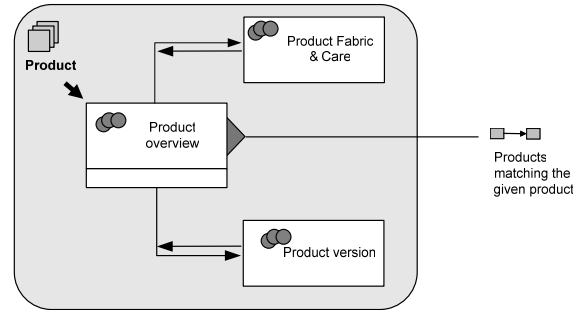 Product
Product Fabric
& Care
Product
overview
Products
matching the
given product
Product version